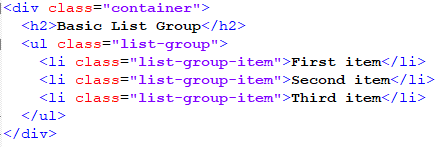 <div class="container">
<h2>Basic List Group</h2>
<ul class="list-group">
<li class="list-group-item">First item</li>
<li class="list-group-item">Second item</li>
<li class="list-group-item">Third item</li>
</ul>
</div>